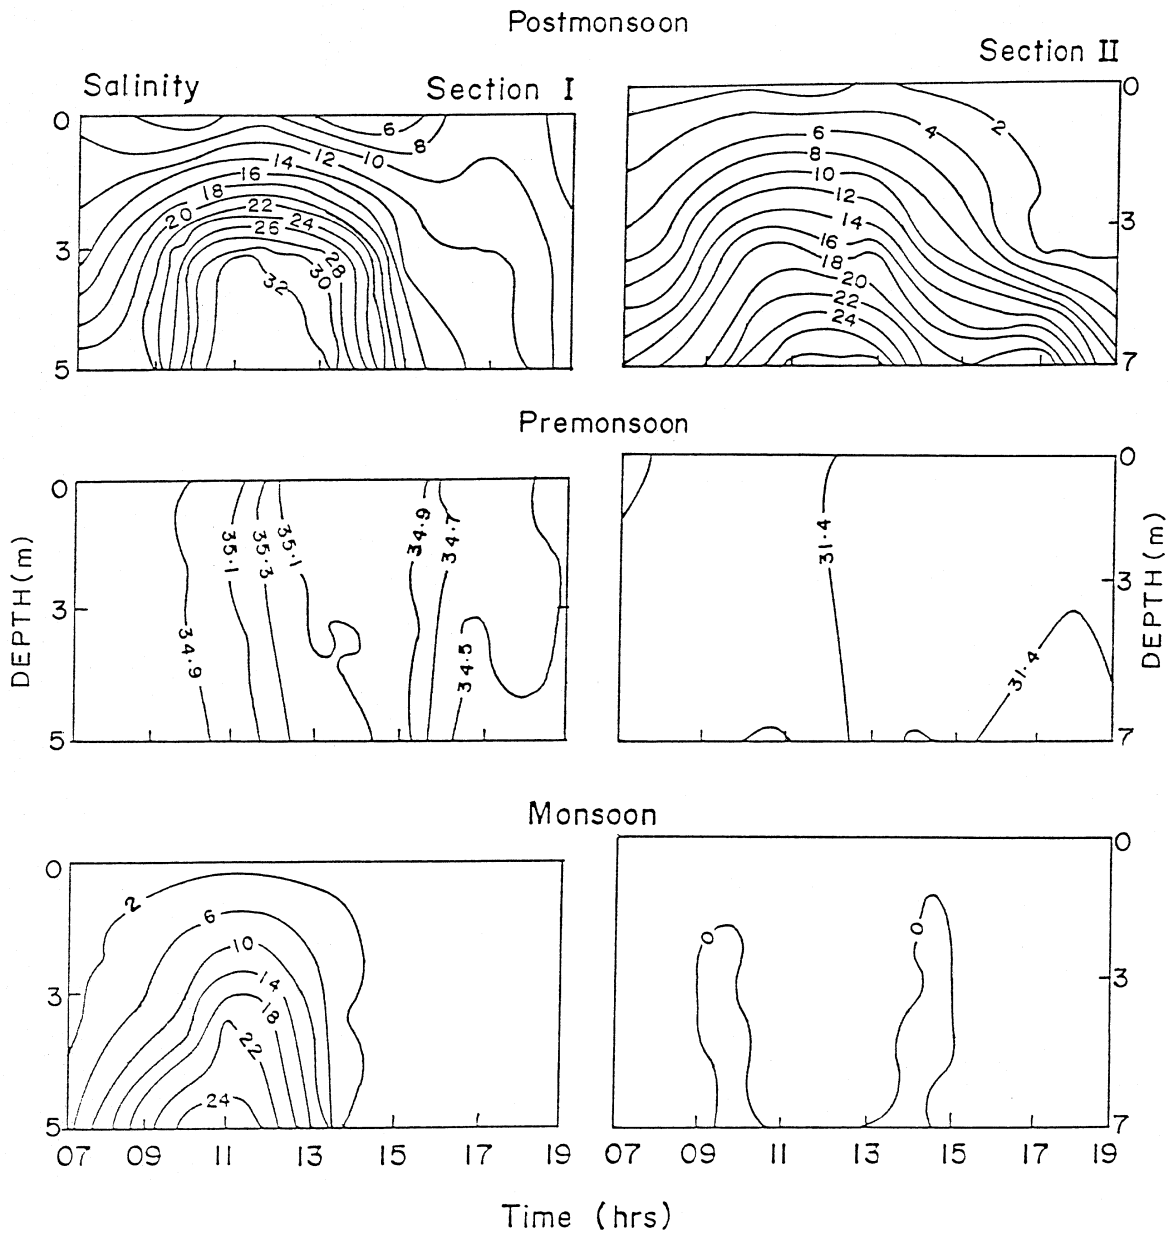 Postmonsoon
Section II
Salinity Section I
0 6 8 10 12 14 16 18 20 22 24 26 28 30 32 3 5
0 2 4 6 8 10 12 14 16 18 20 22 24 3 7
Premonsoon
0 34.9 35.1 35.3 35.1 34.9 34.7 34.5 3 5
0 31.4 31.4 3 7
DEPTH (m)
DEPTH (m)
Monsoon
0 2 6 10 14 18 22 24 3 5
0 0 0 3 7
07 09 11 13 15 17 19
07 09 11 13 15 17 19
Time (hrs)